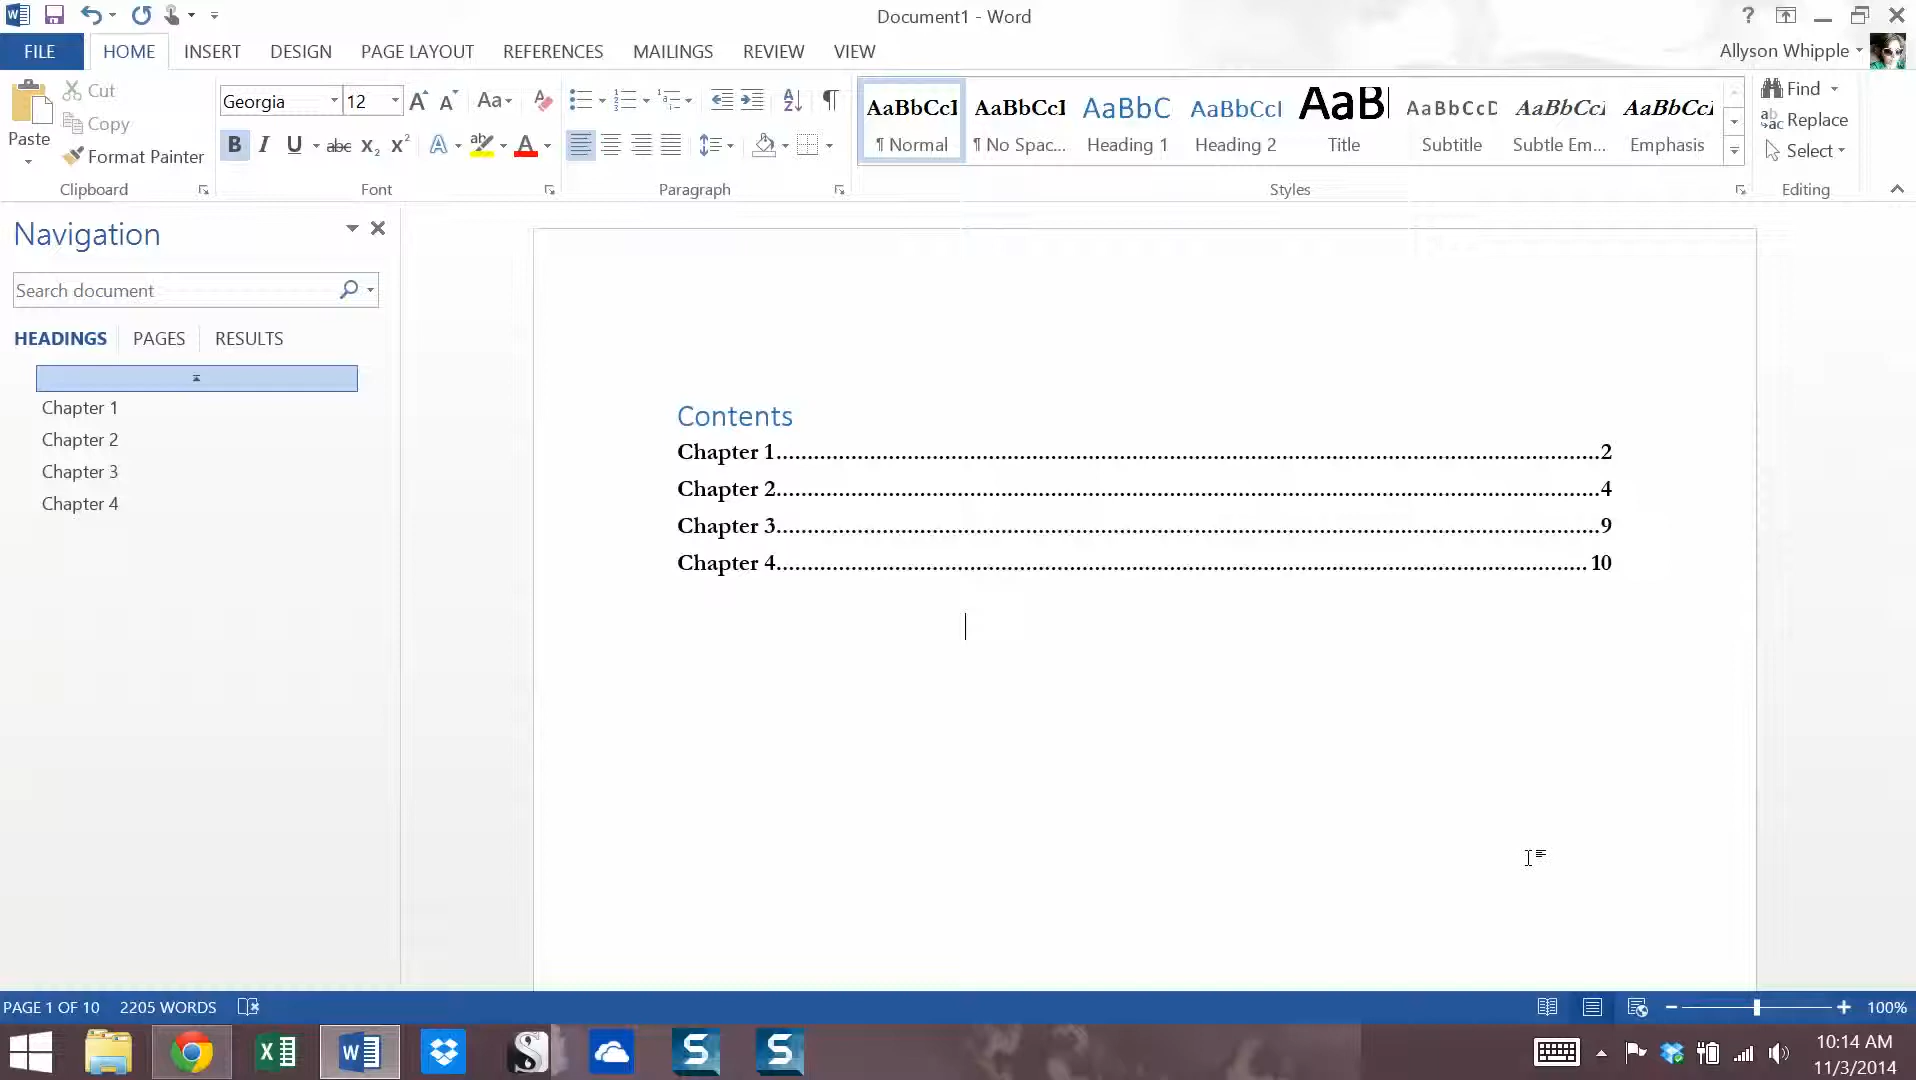 Document1 - Word
?
FILE HOME INSERT DESIGN PAGE LAYOUT REFERENCES MAILINGS REVIEW VIEW Allyson Whipple
Paste
Cut
Copy
Format Painter
Clipboard
Georgia 12
Aa
B I U abc X₂ X² A A
Font
Paragraph
AaBbCcI AaBbCcI AaBbC AaBbCcI AaB AaBbCcD AaBbCcI AaBbCcI
¶ Normal ¶ No Spac... Heading 1 Heading 2 Title Subtitle Subtle Em... Emphasis
Styles
Find
Replace
Select
Editing
Navigation
Search document
HEADINGS PAGES RESULTS
Chapter 1
Chapter 2
Chapter 3
Chapter 4
Contents
Chapter 1........................................2
Chapter 2........................................4
Chapter 3........................................9
Chapter 4........................................10
PAGE 1 OF 10 2205 WORDS 100%
10:14 AM
11/3/2014